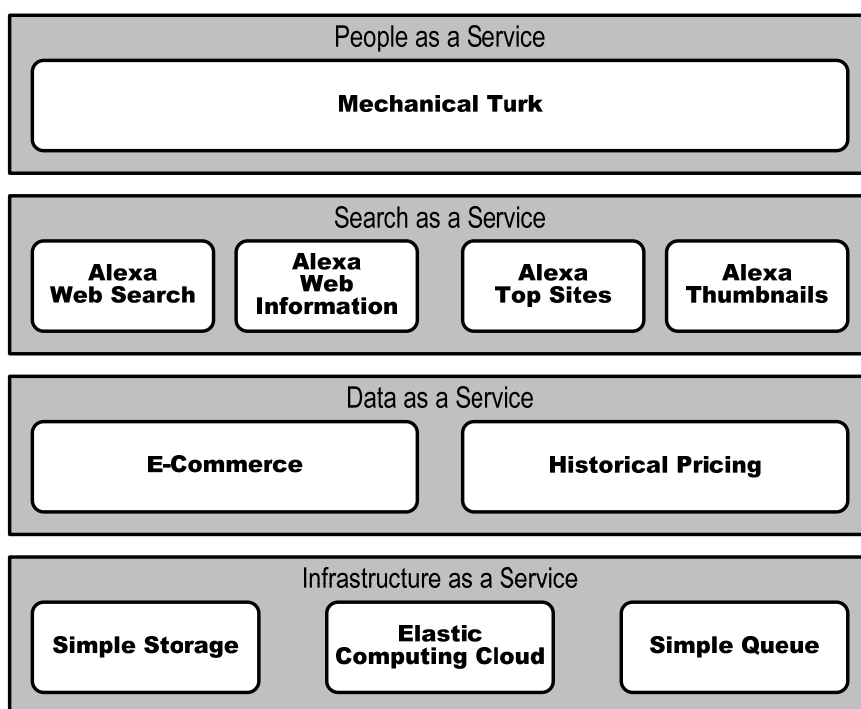 People as a Service
Mechanical Turk
Search as a Service
Alexa
Web Search
Alexa
Web
Information
Alexa
Top Sites
Alexa
Thumbnails
Data as a Service
E-Commerce
Historical Pricing
Infrastructure as a Service
Simple Storage
Elastic
Computing Cloud
Simple Queue